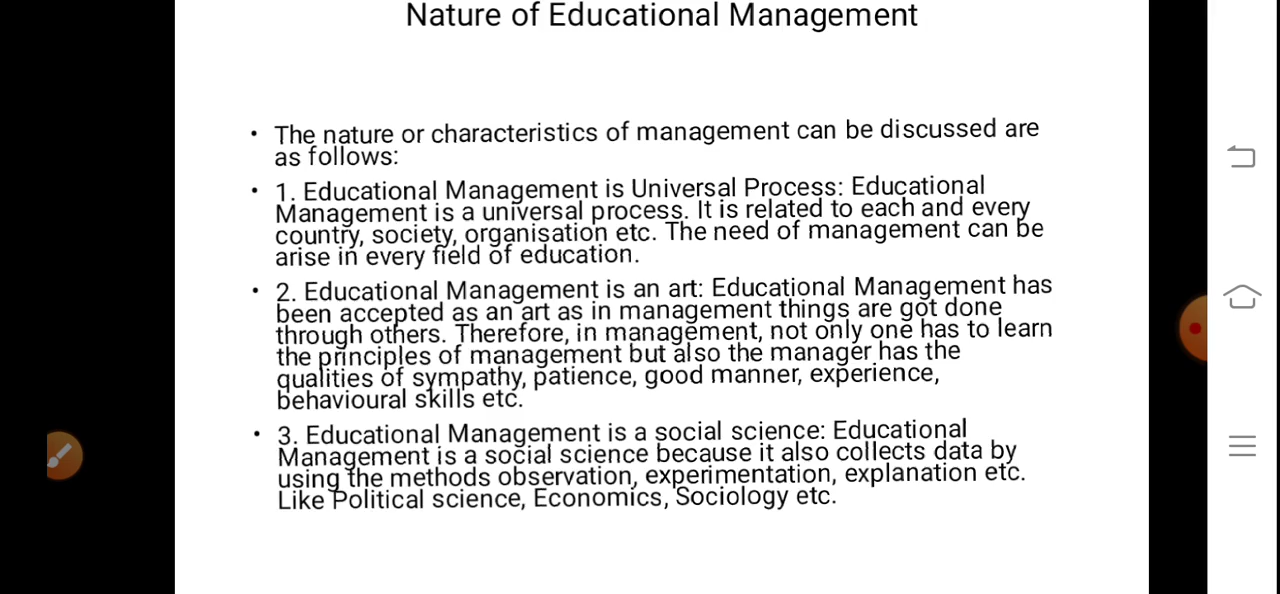 Nature of Educational Management
• The nature or characteristics of management can be discussed are
as follows:
• 1. Educational Management is Universal Process: Educational
Management is a universal process. It is related to each and every
country, society, organisation etc. The need of management can be
arise in every field of education.
• 2. Educational Management is an art: Educational Management has
been accepted as an art as in management things are got done
through others. Therefore, in management, not only one has to learn
the principles of management but also the manager has the
qualities of sympathy, patience, good manner, experience,
behavioural skills etc.
• 3. Educational Management is a social science: Educational
Management is a social science because it also collects data by
using the methods observation, experimentation, explanation etc.
Like Political science, Economics, Sociology etc.